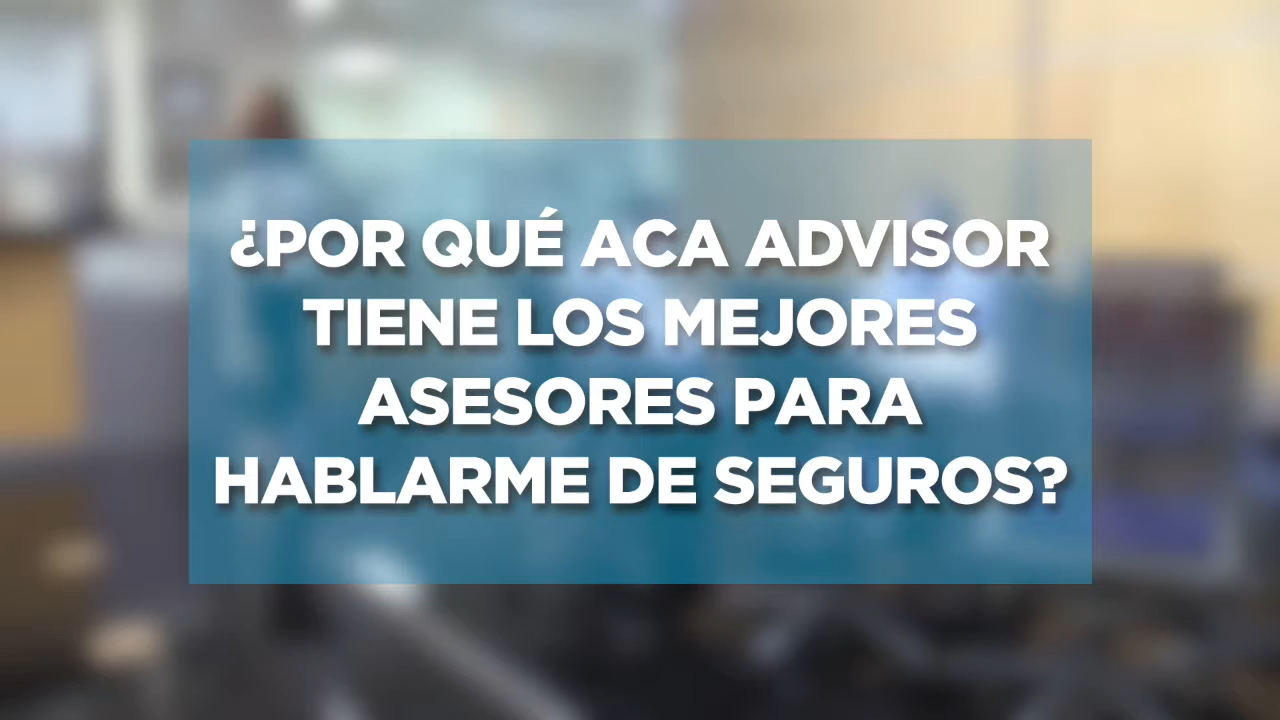 ¿POR QUÉ ACA ADVISOR
TIENE LOS MEJORES
ASESORES PARA
HABLARME DE SEGUROS?